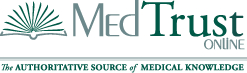 MedTrust
ONLINE
The AUTHORITATIVE SOURCE of MEDICAL KNOWLEDGE